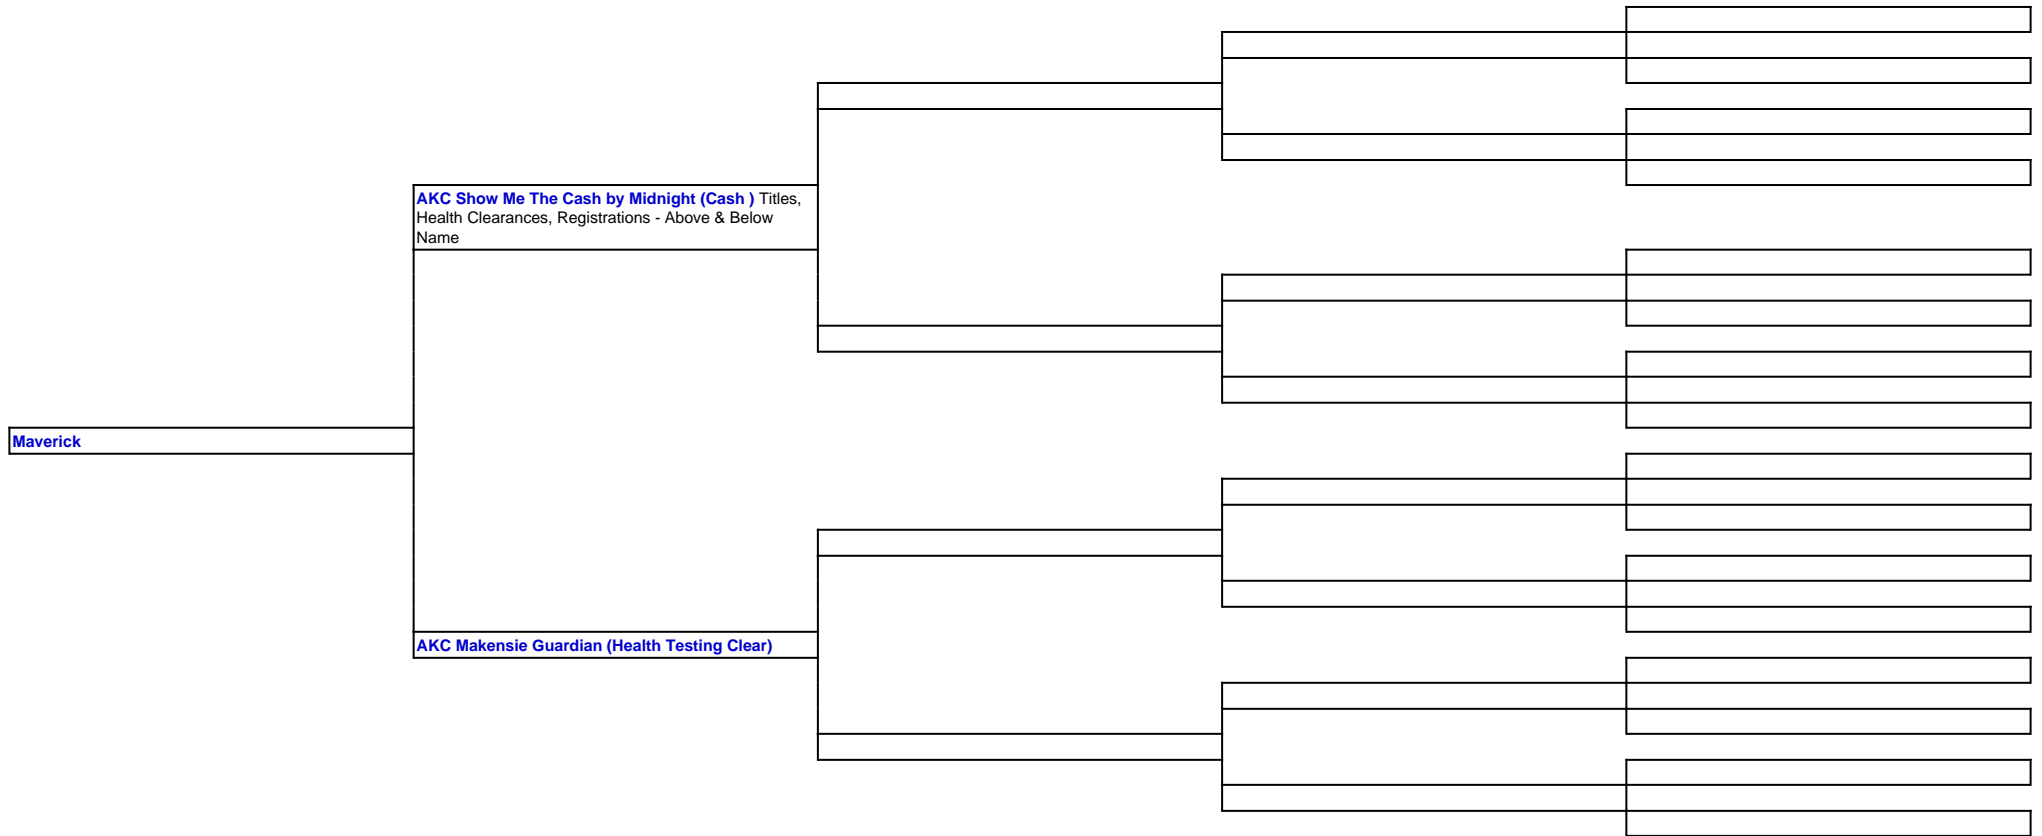 AKC Show Me The Cash by Midnight (Cash ) Titles,
Health Clearances, Registrations - Above & Below
Name
Maverick
AKC Makensie Guardian (Health Testing Clear)